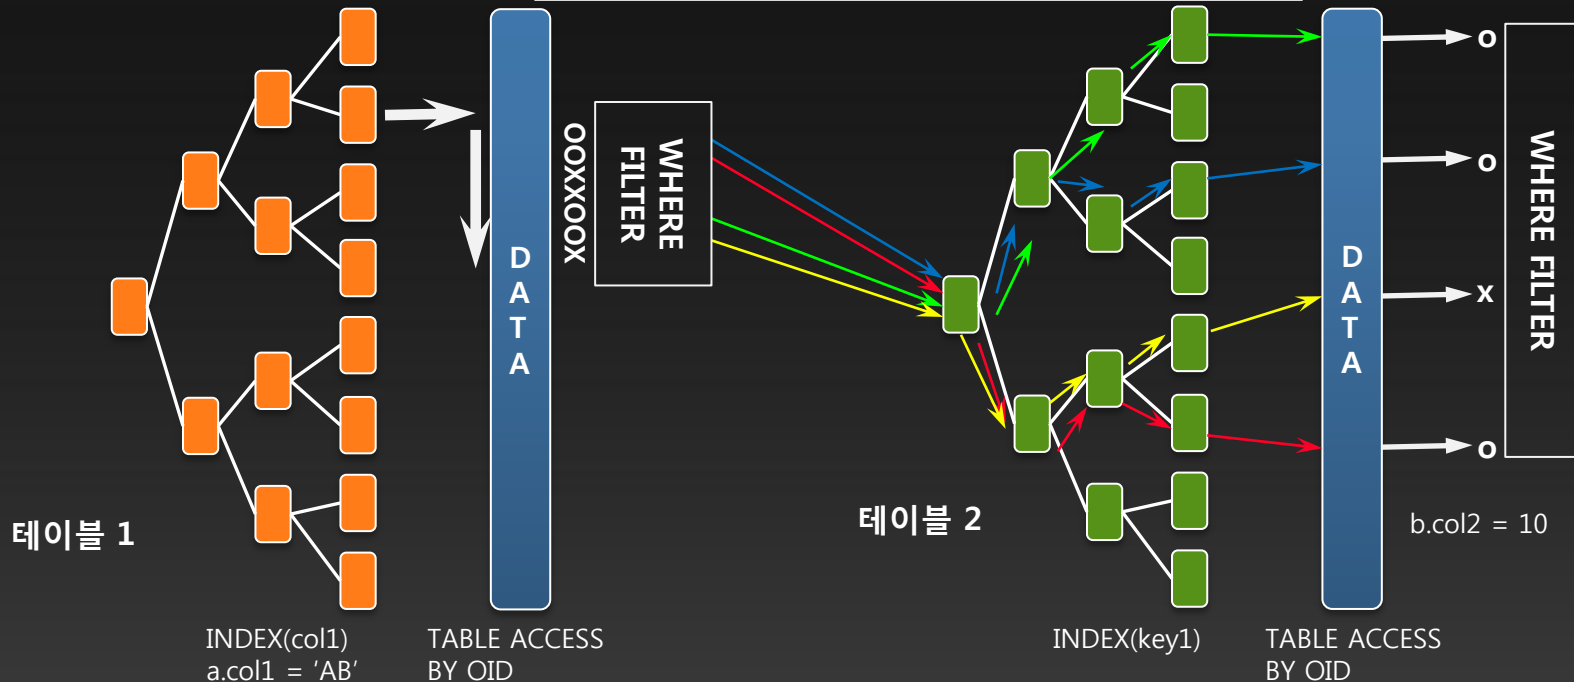 테이블 1
INDEX(col1)
a.col1 = ‘AB’
DATA
TABLE ACCESS
BY OID
OOXXOOX
WHERE
FILTER
테이블 2
INDEX(key1)
DATA
TABLE ACCESS
BY OID
o
o
x
o
WHERE FILTER
b.col2 = 10